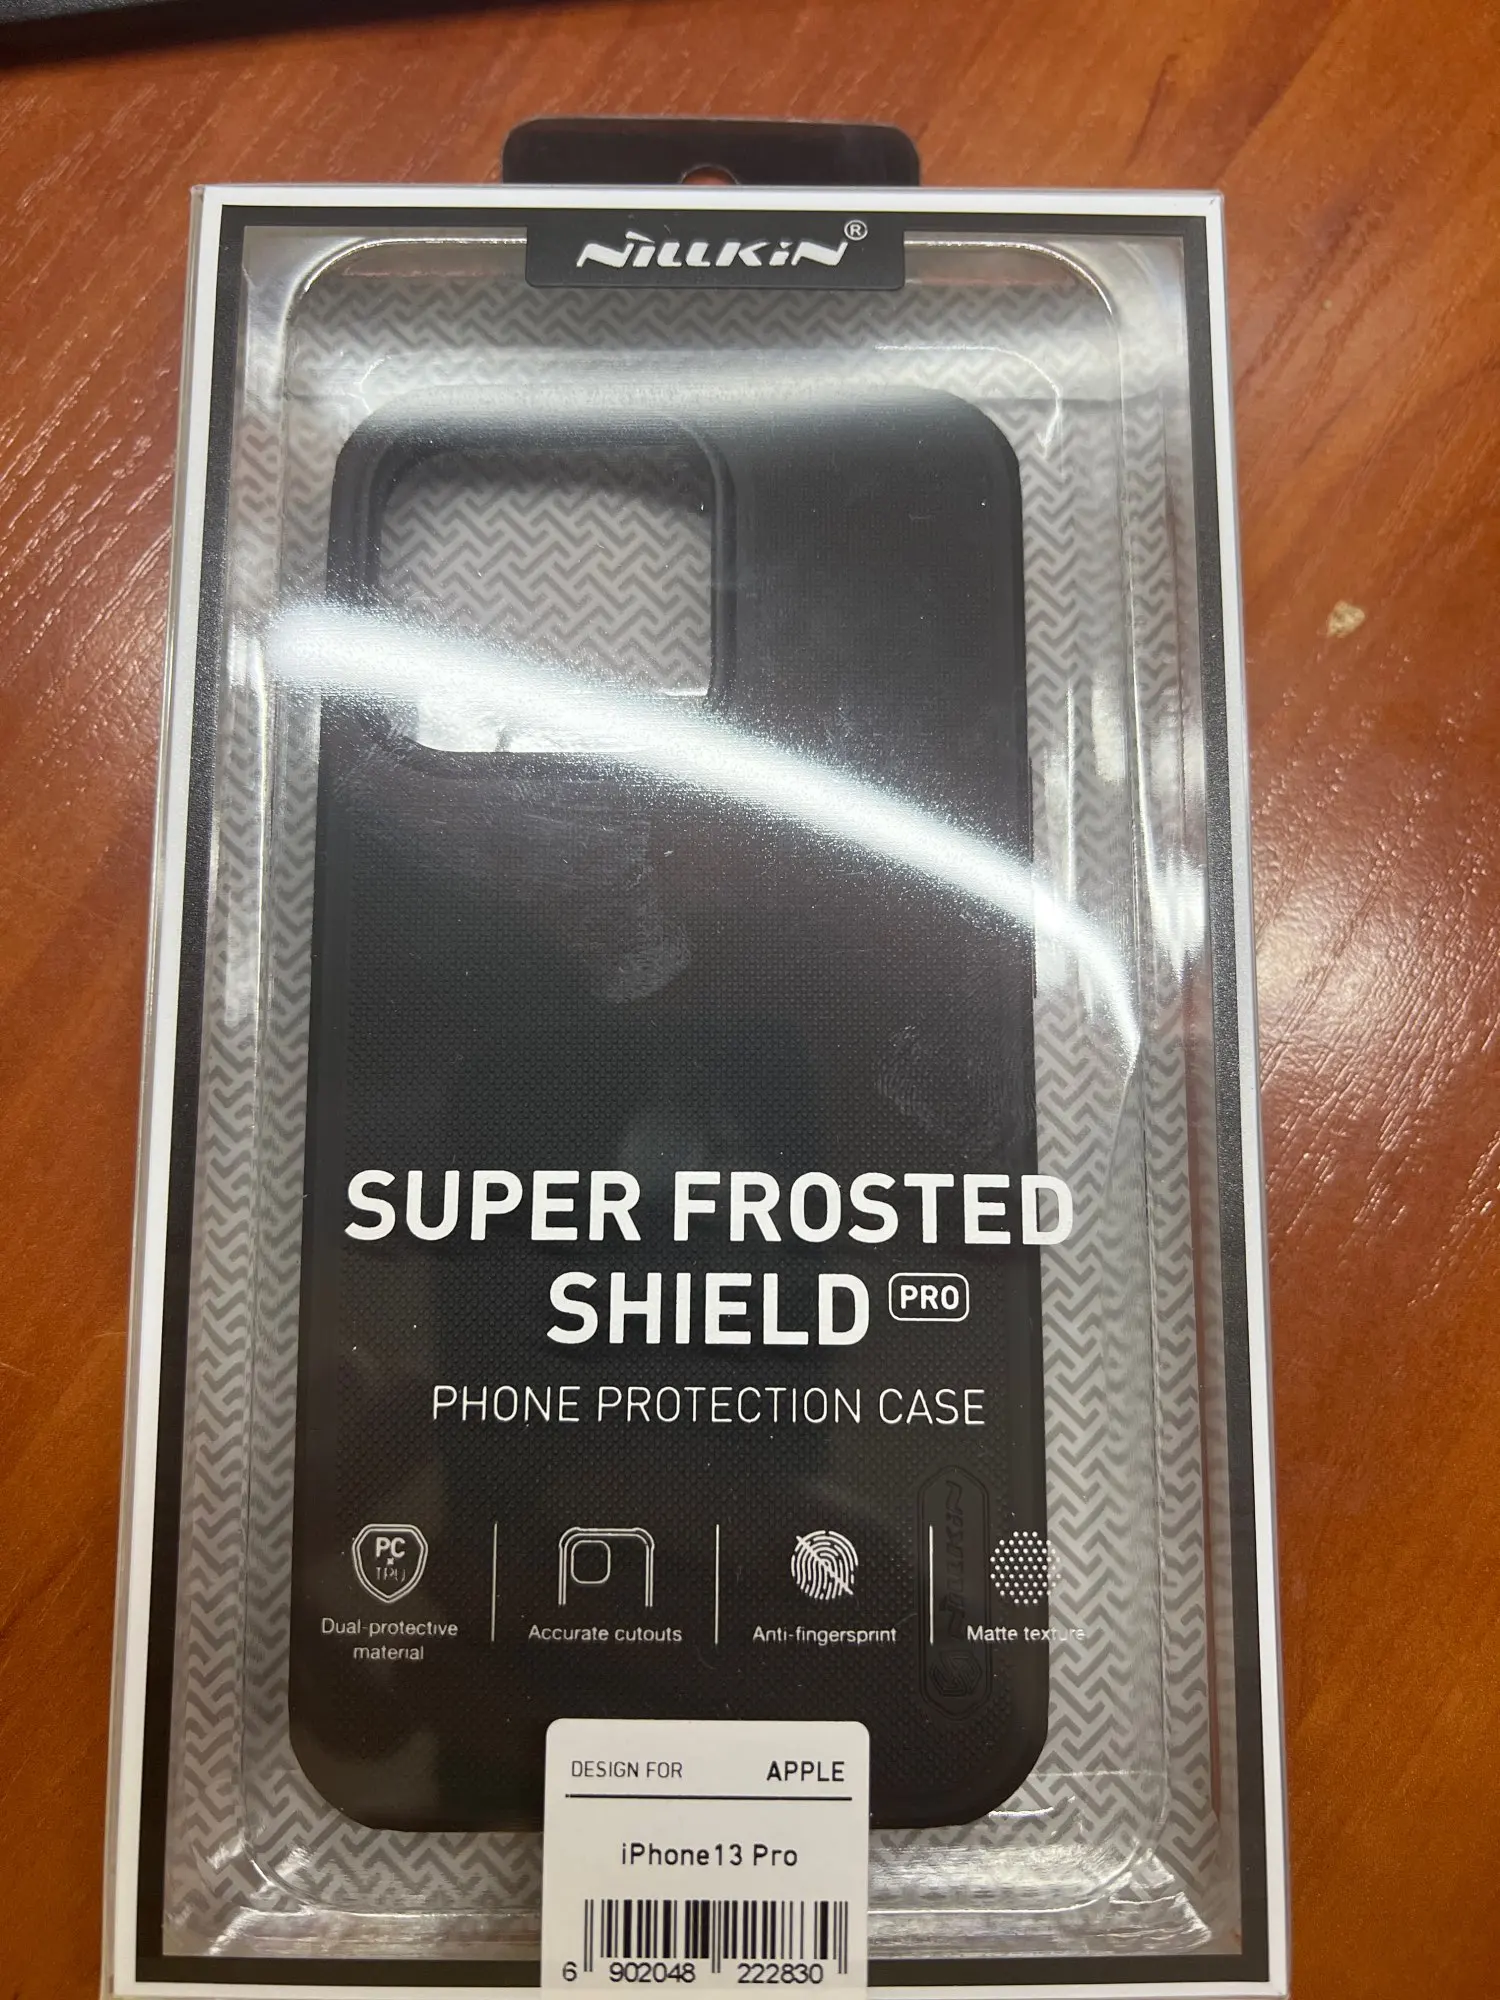 NILLKIN®
SUPER FROSTED
SHIELD PRO
PHONE PROTECTION CASE
PC
TPU
Dual-protective
material
Accurate cutouts
Anti-fingersprint
Matte texture
NILLKIN
DESIGN FOR APPLE
iPhone13 Pro
6 902048 222830